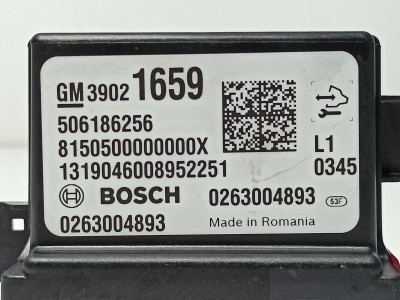 GM 3902 1659
506186256
8150500000000X L1
1319046008952251 0345
BOSCH 0263004893 53F
0263004893 Made in Romania